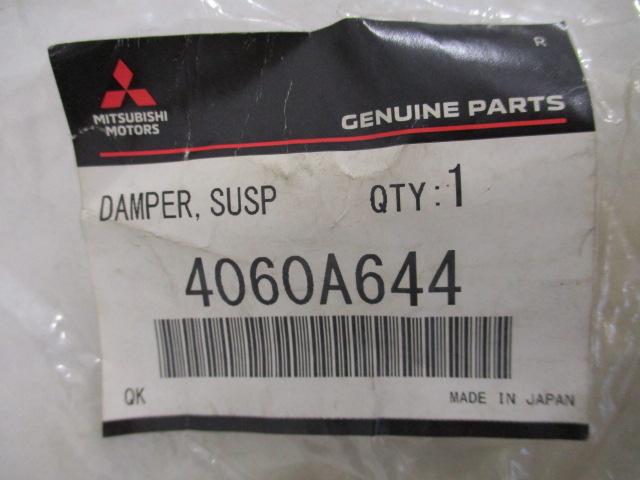 R
MITSUBISHI
MOTORS
GENUINE PARTS
DAMPER, SUSP QTY:1
4060A644
QK MADE IN JAPAN